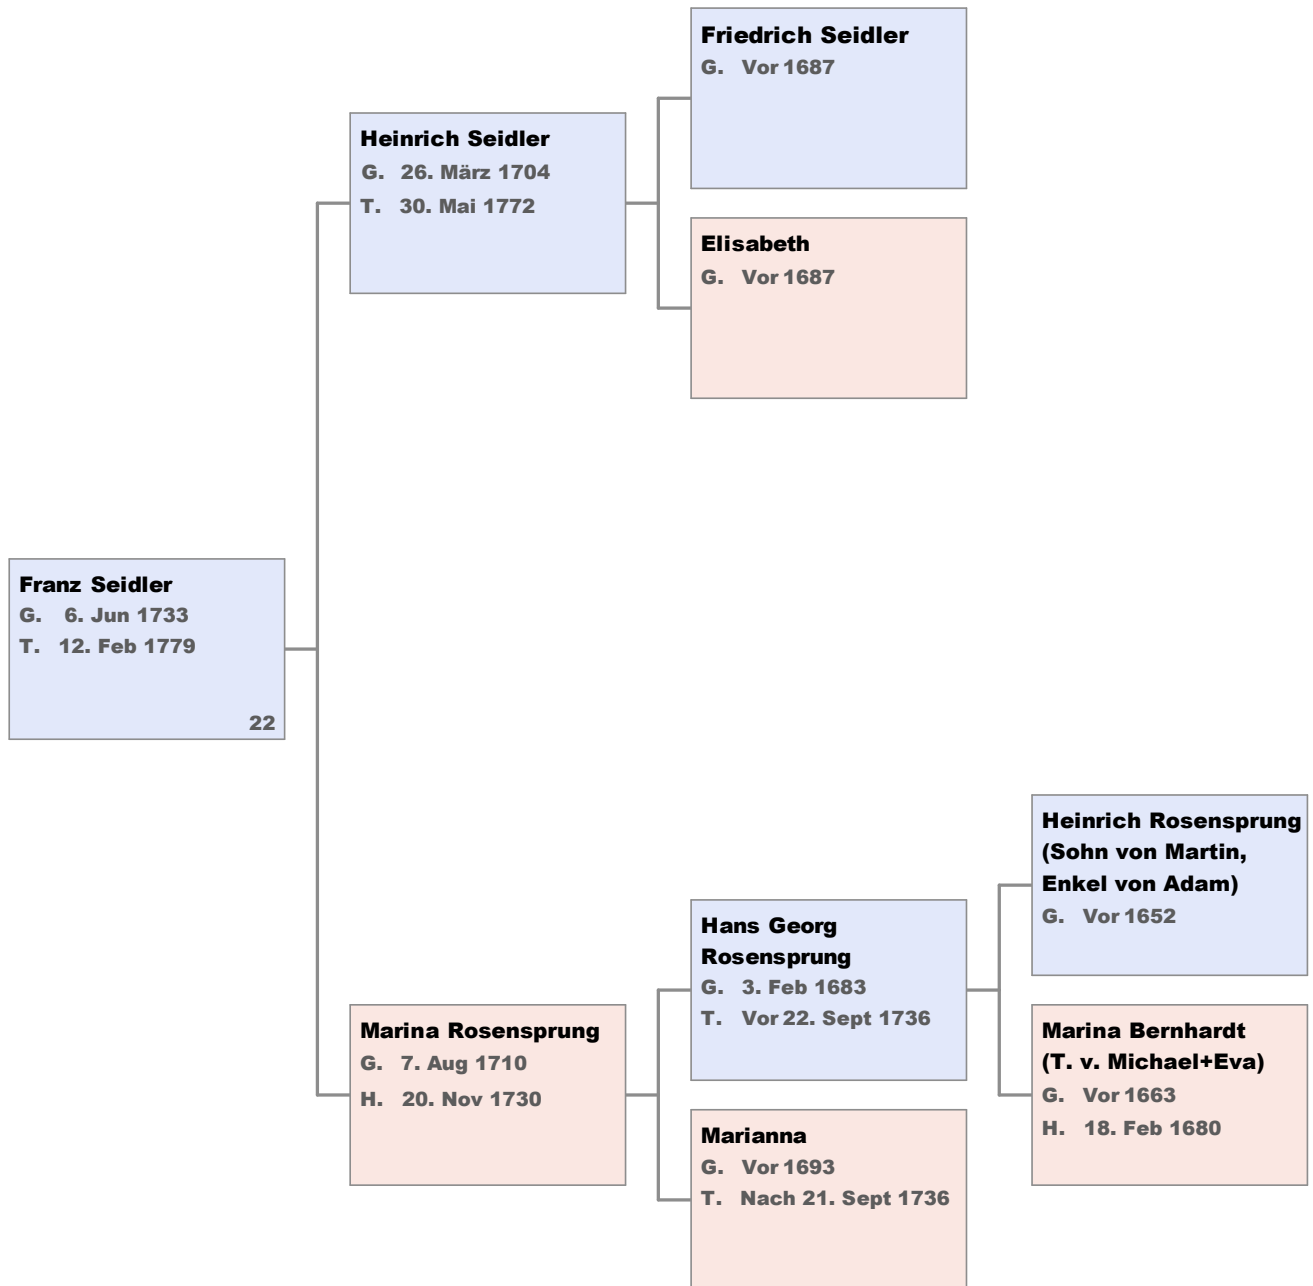 Friedrich Seidler
G. Vor 1687
Heinrich Seidler
G. 26. März 1704
T. 30. Mai 1772
Elisabeth
G. Vor 1687
Franz Seidler
G. 6. Jun 1733
T. 12. Feb 1779
22
Heinrich Rosensprung
(Sohn von Martin,
Enkel von Adam)
G. Vor 1652
Hans Georg
Rosensprung
G. 3. Feb 1683
T. Vor 22. Sept 1736
Marina Rosensprung
G. 7. Aug 1710
H. 20. Nov 1730
Marina Bernhardt
(T. v. Michael+Eva)
G. Vor 1663
H. 18. Feb 1680
Marianna
G. Vor 1693
T. Nach 21. Sept 1736